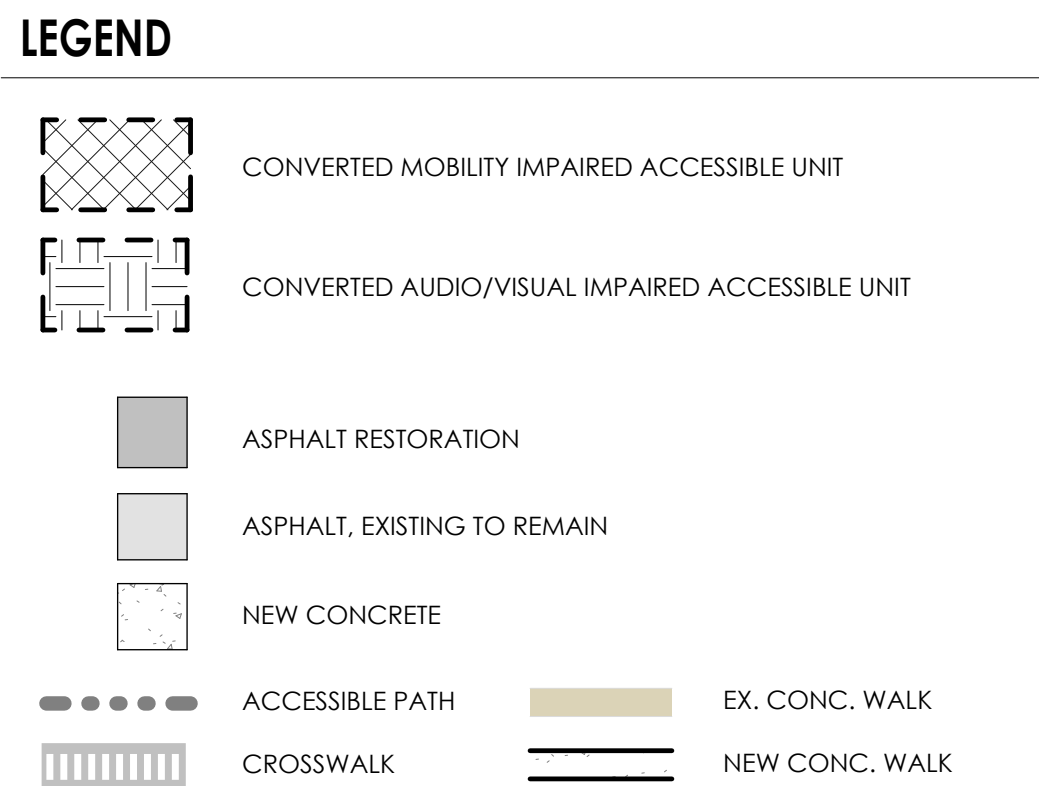 LEGEND
CONVERTED MOBILITY IMPAIRED ACCESSIBLE UNIT
CONVERTED AUDIO/VISUAL IMPAIRED ACCESSIBLE UNIT
ASPHALT RESTORATION
ASPHALT, EXISTING TO REMAIN
NEW CONCRETE
ACCESSIBLE PATH
EX. CONC. WALK
CROSSWALK
NEW CONC. WALK